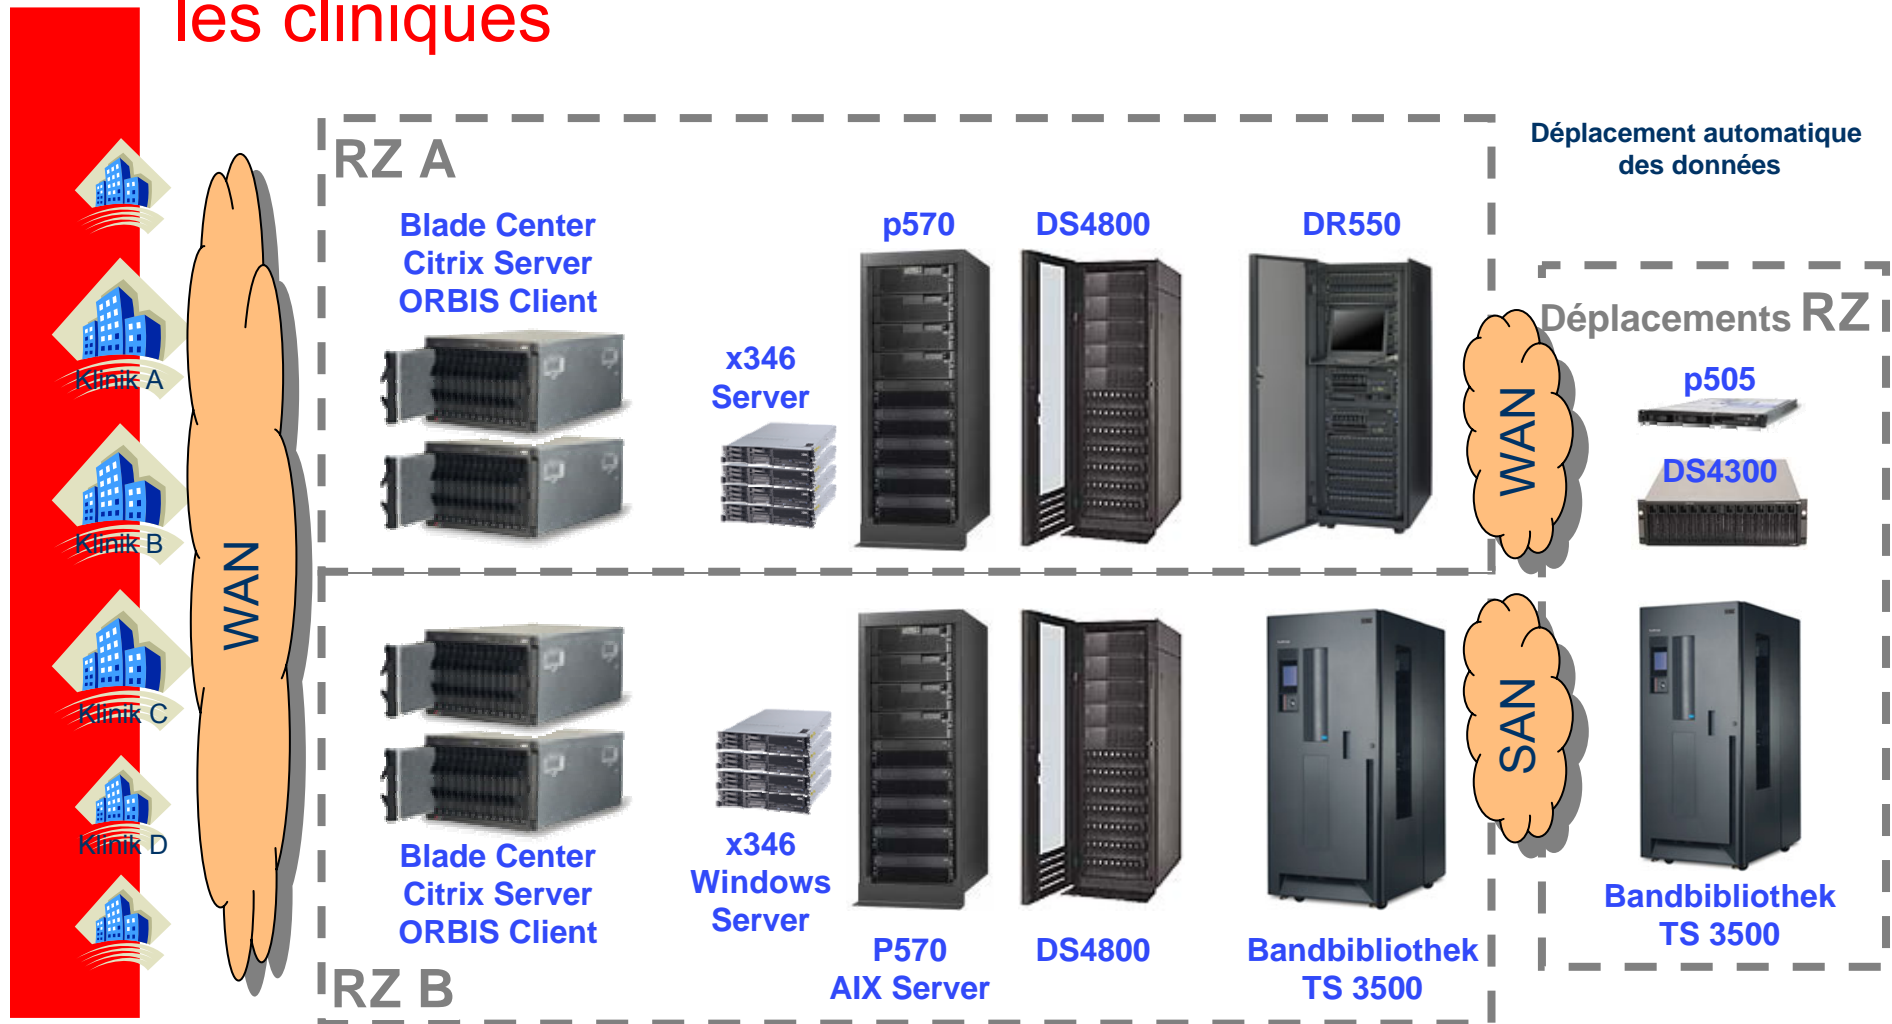 les cliniques
RZ A
Déplacement automatique
des données
Blade Center
Citrix Server
ORBIS Client
p570
DS4800
DR550
x346
Server
Déplacements RZ
p505
DS4300
WAN
WAN
SAN
Klinik A
Klinik B
Klinik C
Klinik D
Blade Center
Citrix Server
ORBIS Client
x346
Windows
Server
P570
AIX Server
DS4800
Bandbibliothek
TS 3500
Bandbibliothek
TS 3500
RZ B